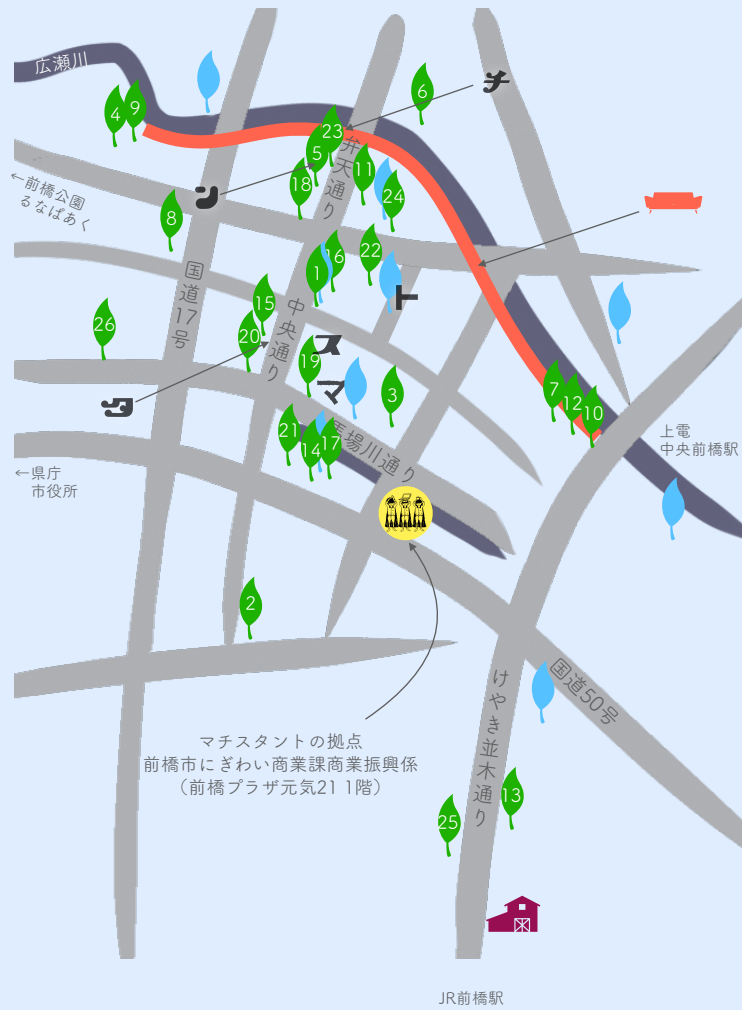 広瀬川
チ
6
4
9
23
5
弁天通り
11
18
24
←前橋公園
るなぱあく
ン
8
22
16
1
国道17号
ト
中央通り
15
26
20
19
ス
マ
3
タ
7
12
10
上電
中央前橋駅
21
14
17
馬場川通り
←県庁
市役所
2
国道50号
けやき並木通り
マチスタントの拠点
前橋市にぎわい商業課商業振興係
（前橋プラザ元気21 1階）
13
25
JR前橋駅